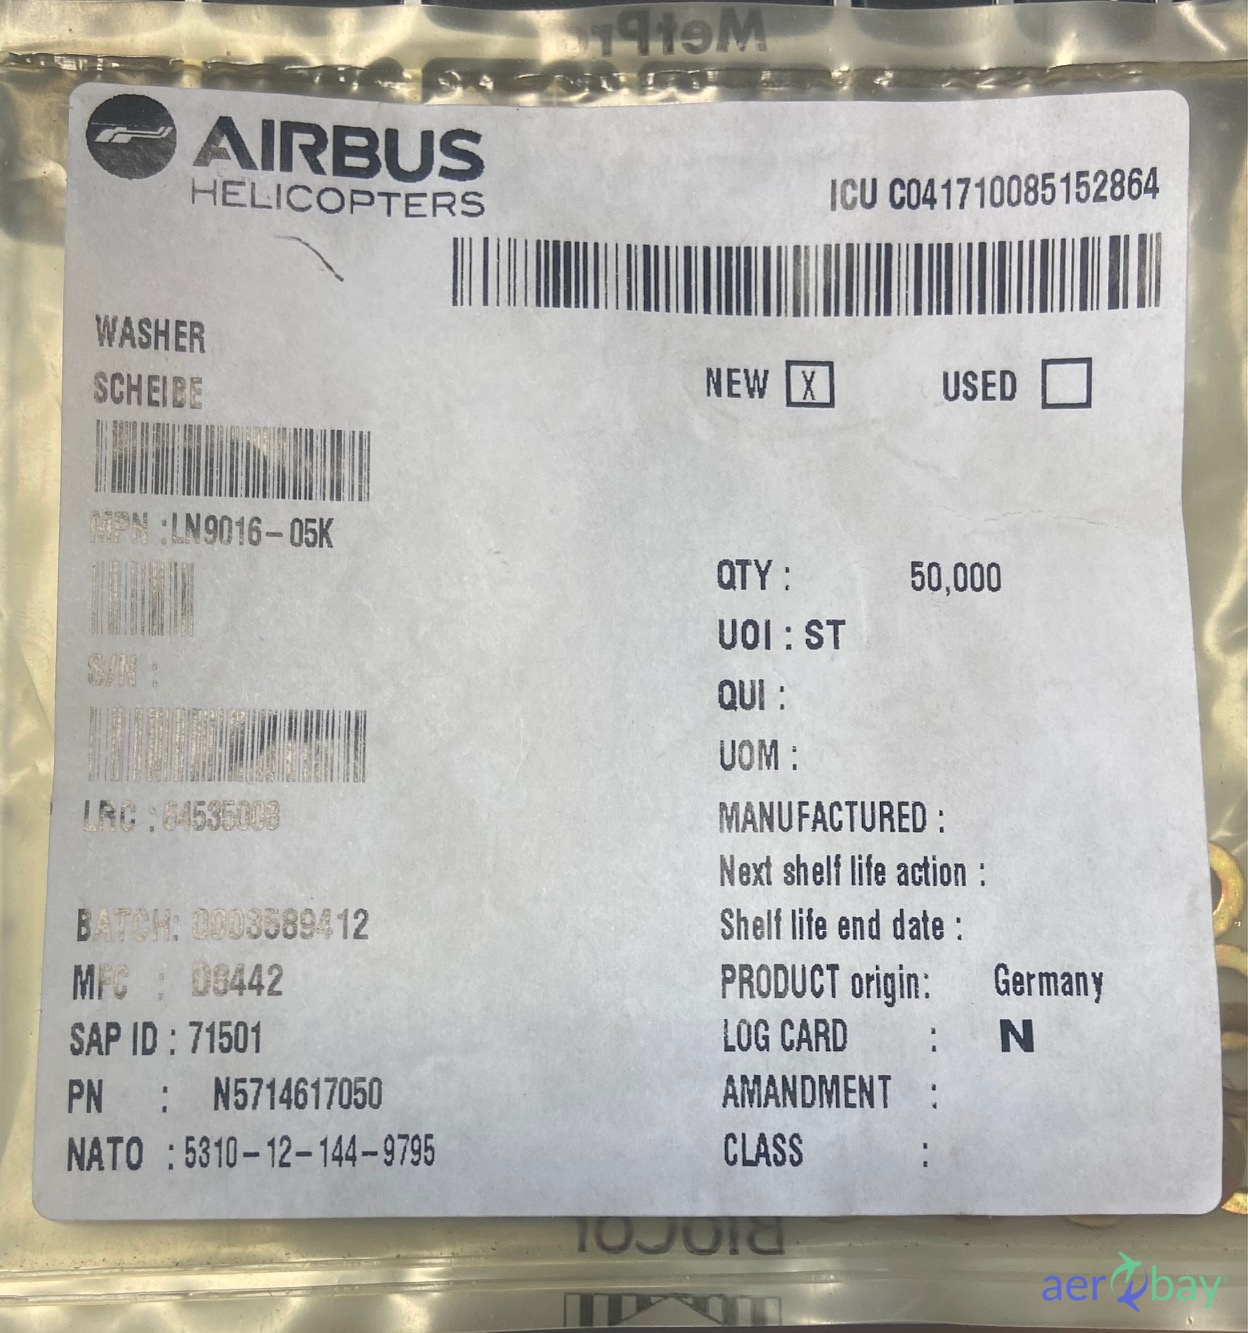 MetPro
AIRBUS
HELICOPTERS
ICU C041710085152864
WASHER
SCHEIBE
NEW X USED
MPN :LN9016-05K
QTY : 50,000
UOI : ST
S/N :
QUI :
UOM :
LRC :64535008
MANUFACTURED :
Next shelf life action :
BATCH: 0003589412
Shelf life end date :
MFC : D8442
PRODUCT origin: Germany
SAP ID : 71501
LOG CARD : N
PN : N5714617050
AMANDMENT :
NATO : 5310-12-144-9795
CLASS :
BIOCOR
aerobay